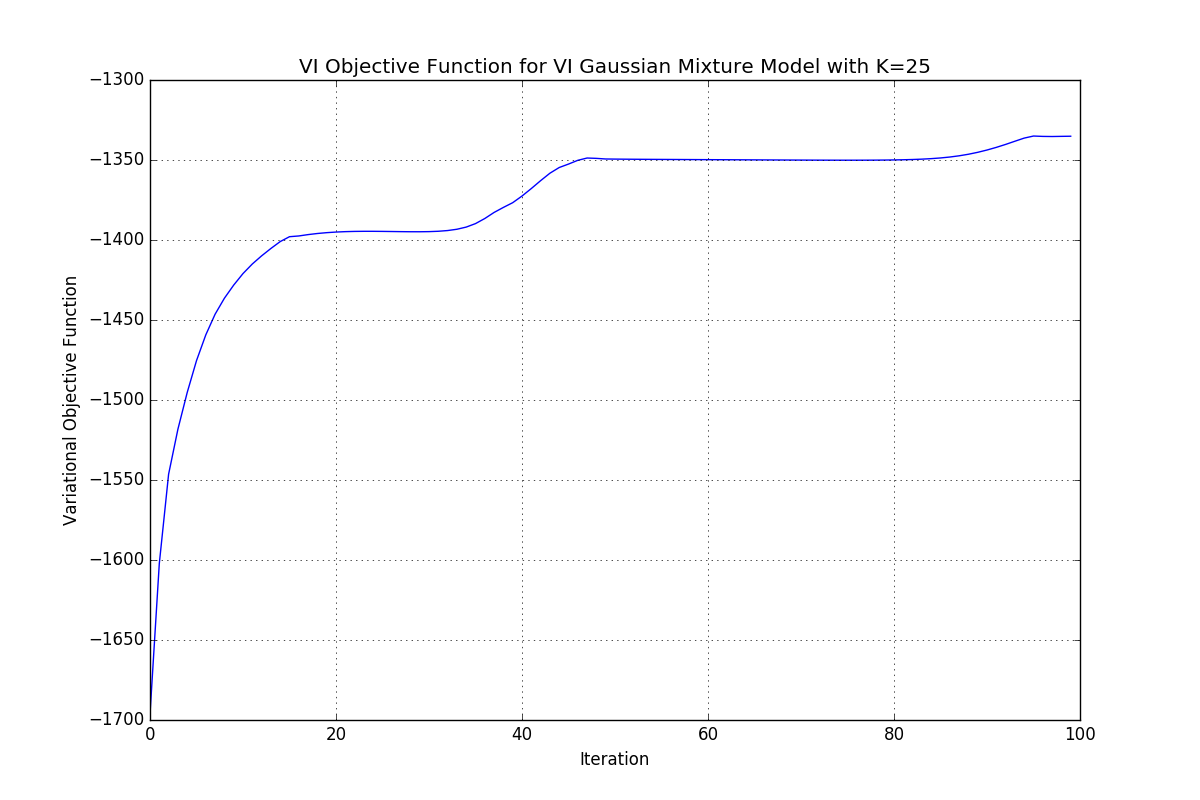 VI Objective Function for VI Gaussian Mixture Model with K=25
Variational Objective Function
−1300
−1350
−1400
−1450
−1500
−1550
−1600
−1650
−1700
0 20 40 60 80 100
Iteration